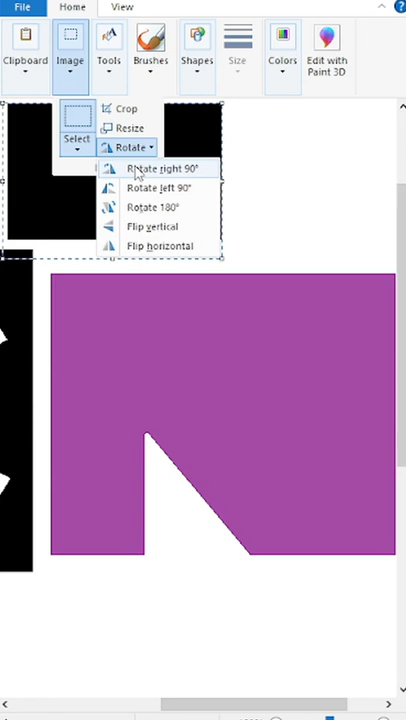 File Home View
Clipboard Image Tools Brushes Shapes Size Colors Edit with
Paint 3D
Select
Crop
Resize
Rotate
Rotate right 90°
Rotate left 90°
Rotate 180°
Flip vertical
Flip horizontal